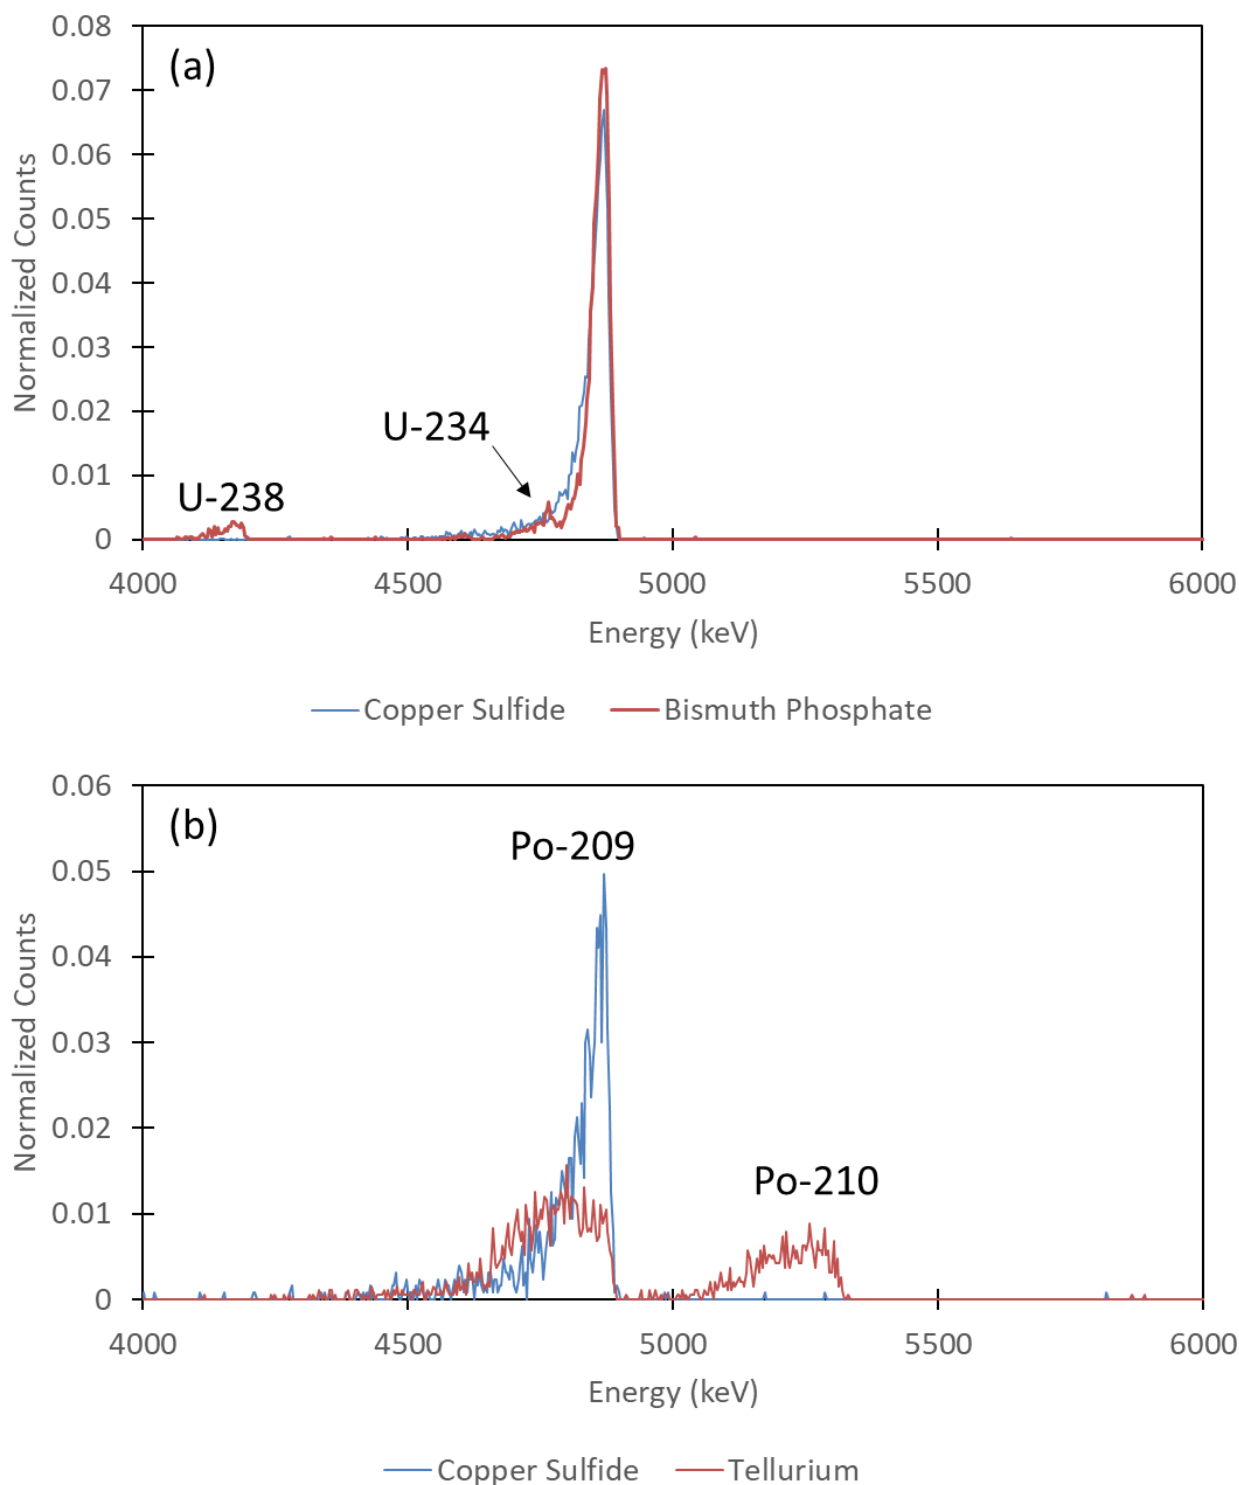 (a)
Normalized Counts
0.08
0.07
0.06
0.05
0.04
0.03
0.02
0.01
0
U-234
U-238
4000 4500 5000 5500 6000
Energy (keV)
Copper Sulfide Bismuth Phosphate
(b)
Normalized Counts
0.06
0.05
0.04
0.03
0.02
0.01
0
Po-209
Po-210
4000 4500 5000 5500 6000
Energy (keV)
Copper Sulfide Tellurium